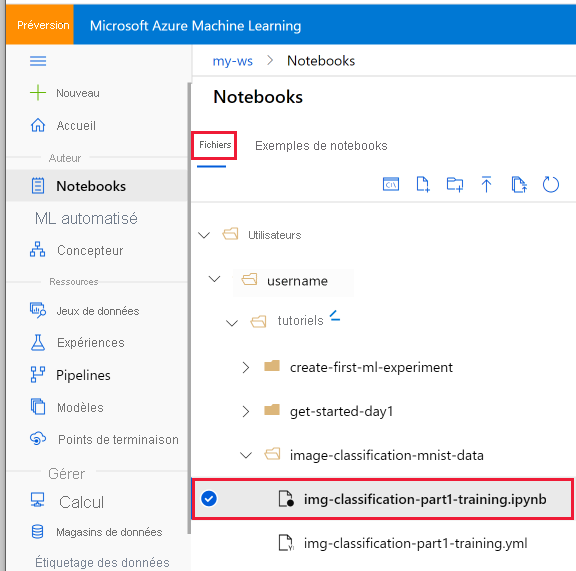 Préversion Microsoft Azure Machine Learning
my-ws > Notebooks
Notebooks
Nouveau
Accueil
Auteur
Notebooks
ML automatisé
Concepteur
Ressources
Jeux de données
Expériences
Pipelines
Modèles
Points de terminaison
Gérer
Calcul
Magasins de données
Étiquetage des données
Fichiers Exemples de notebooks
Utilisateurs
username
tutoriels
create-first-ml-experiment
get-started-day1
image-classification-mnist-data
img-classification-part1-training.ipynb
img-classification-part1-training.yml